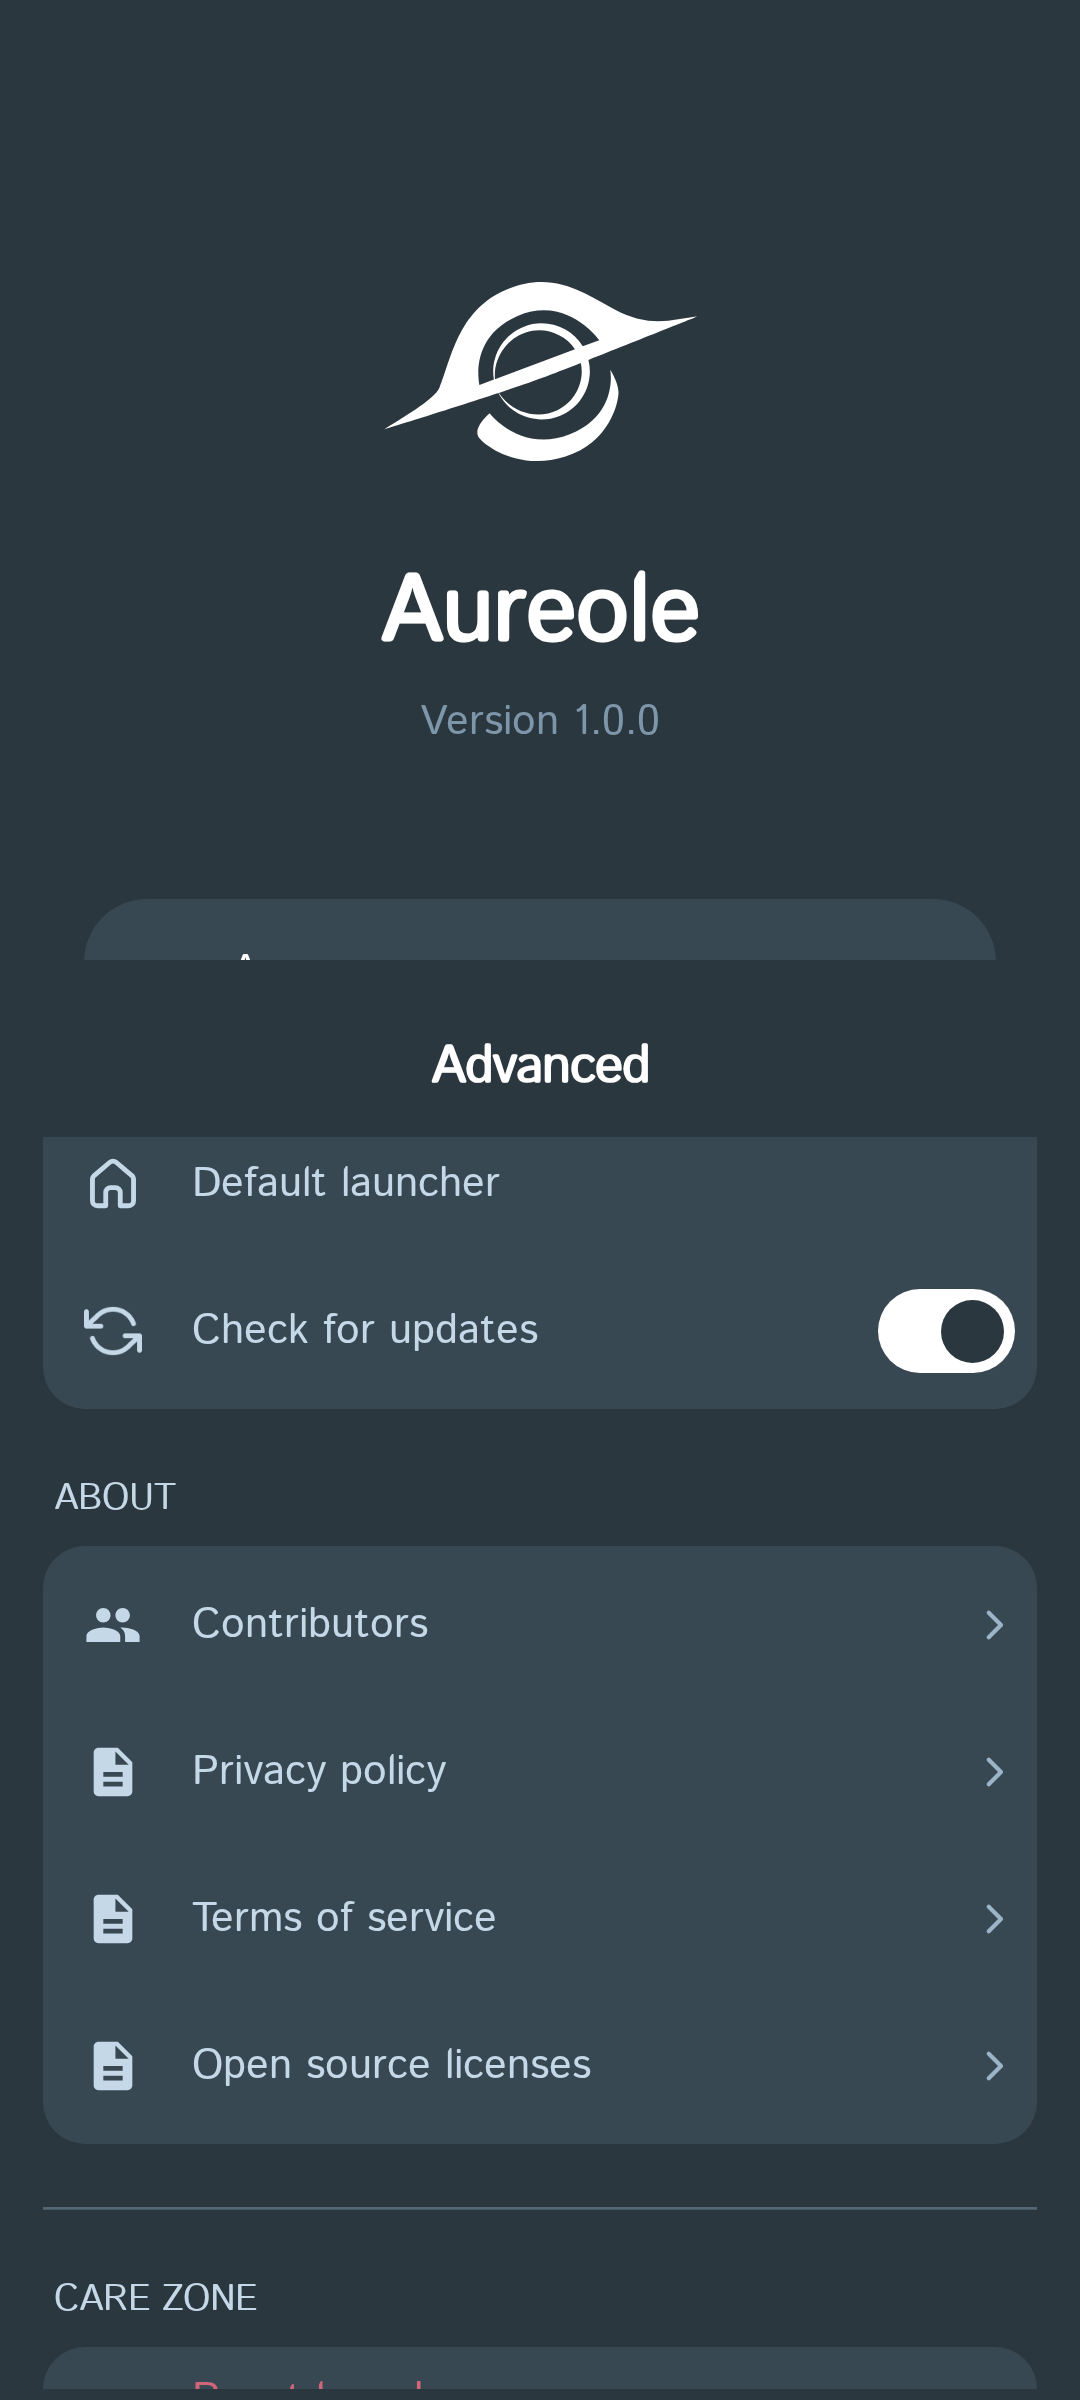 Aureole
Version 1.0.0
Advanced
Default launcher
Check for updates
ABOUT
Contributors
Privacy policy
Terms of service
Open source licenses
CARE ZONE